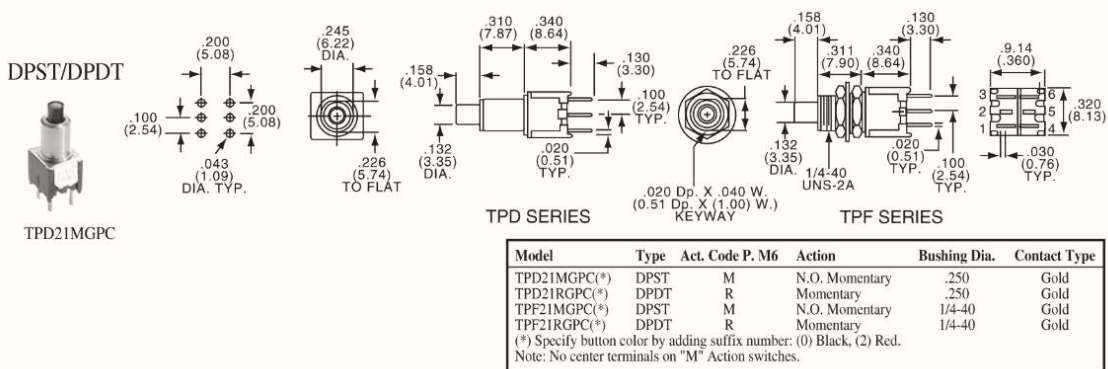 DPST/DPDT
TPD21MGPC
.200
(5.08)
.100
(2.54)
.200
(5.08)
.043
(1.09)
DIA. TYP.
.245
(6.22)
DIA.
.226
(5.74)
TO FLAT
.310
(7.87)
.340
(8.64)
.158
(4.01)
.130
(3.30)
.100
(2.54)
TYP.
.132
(3.35)
DIA.
.020
(0.51)
TYP.
TPD SERIES
.226
(5.74)
TO FLAT
.020 Dp. X .040 W.
(0.51 Dp. X (1.00) W.)
KEYWAY
.158
(4.01)
.311
(7.90)
.340
(8.64)
.130
(3.30)
.132
(3.35)
DIA.
1/4-40
UNS-2A
.020
(0.51)
TYP.
.100
(2.54)
TYP.
TPF SERIES
.9.14
(.360)
3 6
2 5
1 4
.320
(8.13)
.030
(0.76)
TYP.
Model Type Act. Code P. M6 Action Bushing Dia. Contact Type
TPD21MGPC(*) DPST M N.O. Momentary .250 Gold
TPD21RGPC(*) DPDT R Momentary .250 Gold
TPF21MGPC(*) DPST M N.O. Momentary 1/4-40 Gold
TPF21RGPC(*) DPDT R Momentary 1/4-40 Gold
(*) Specify button color by adding suffix number: (0) Black, (2) Red.
Note: No center terminals on "M" Action switches.